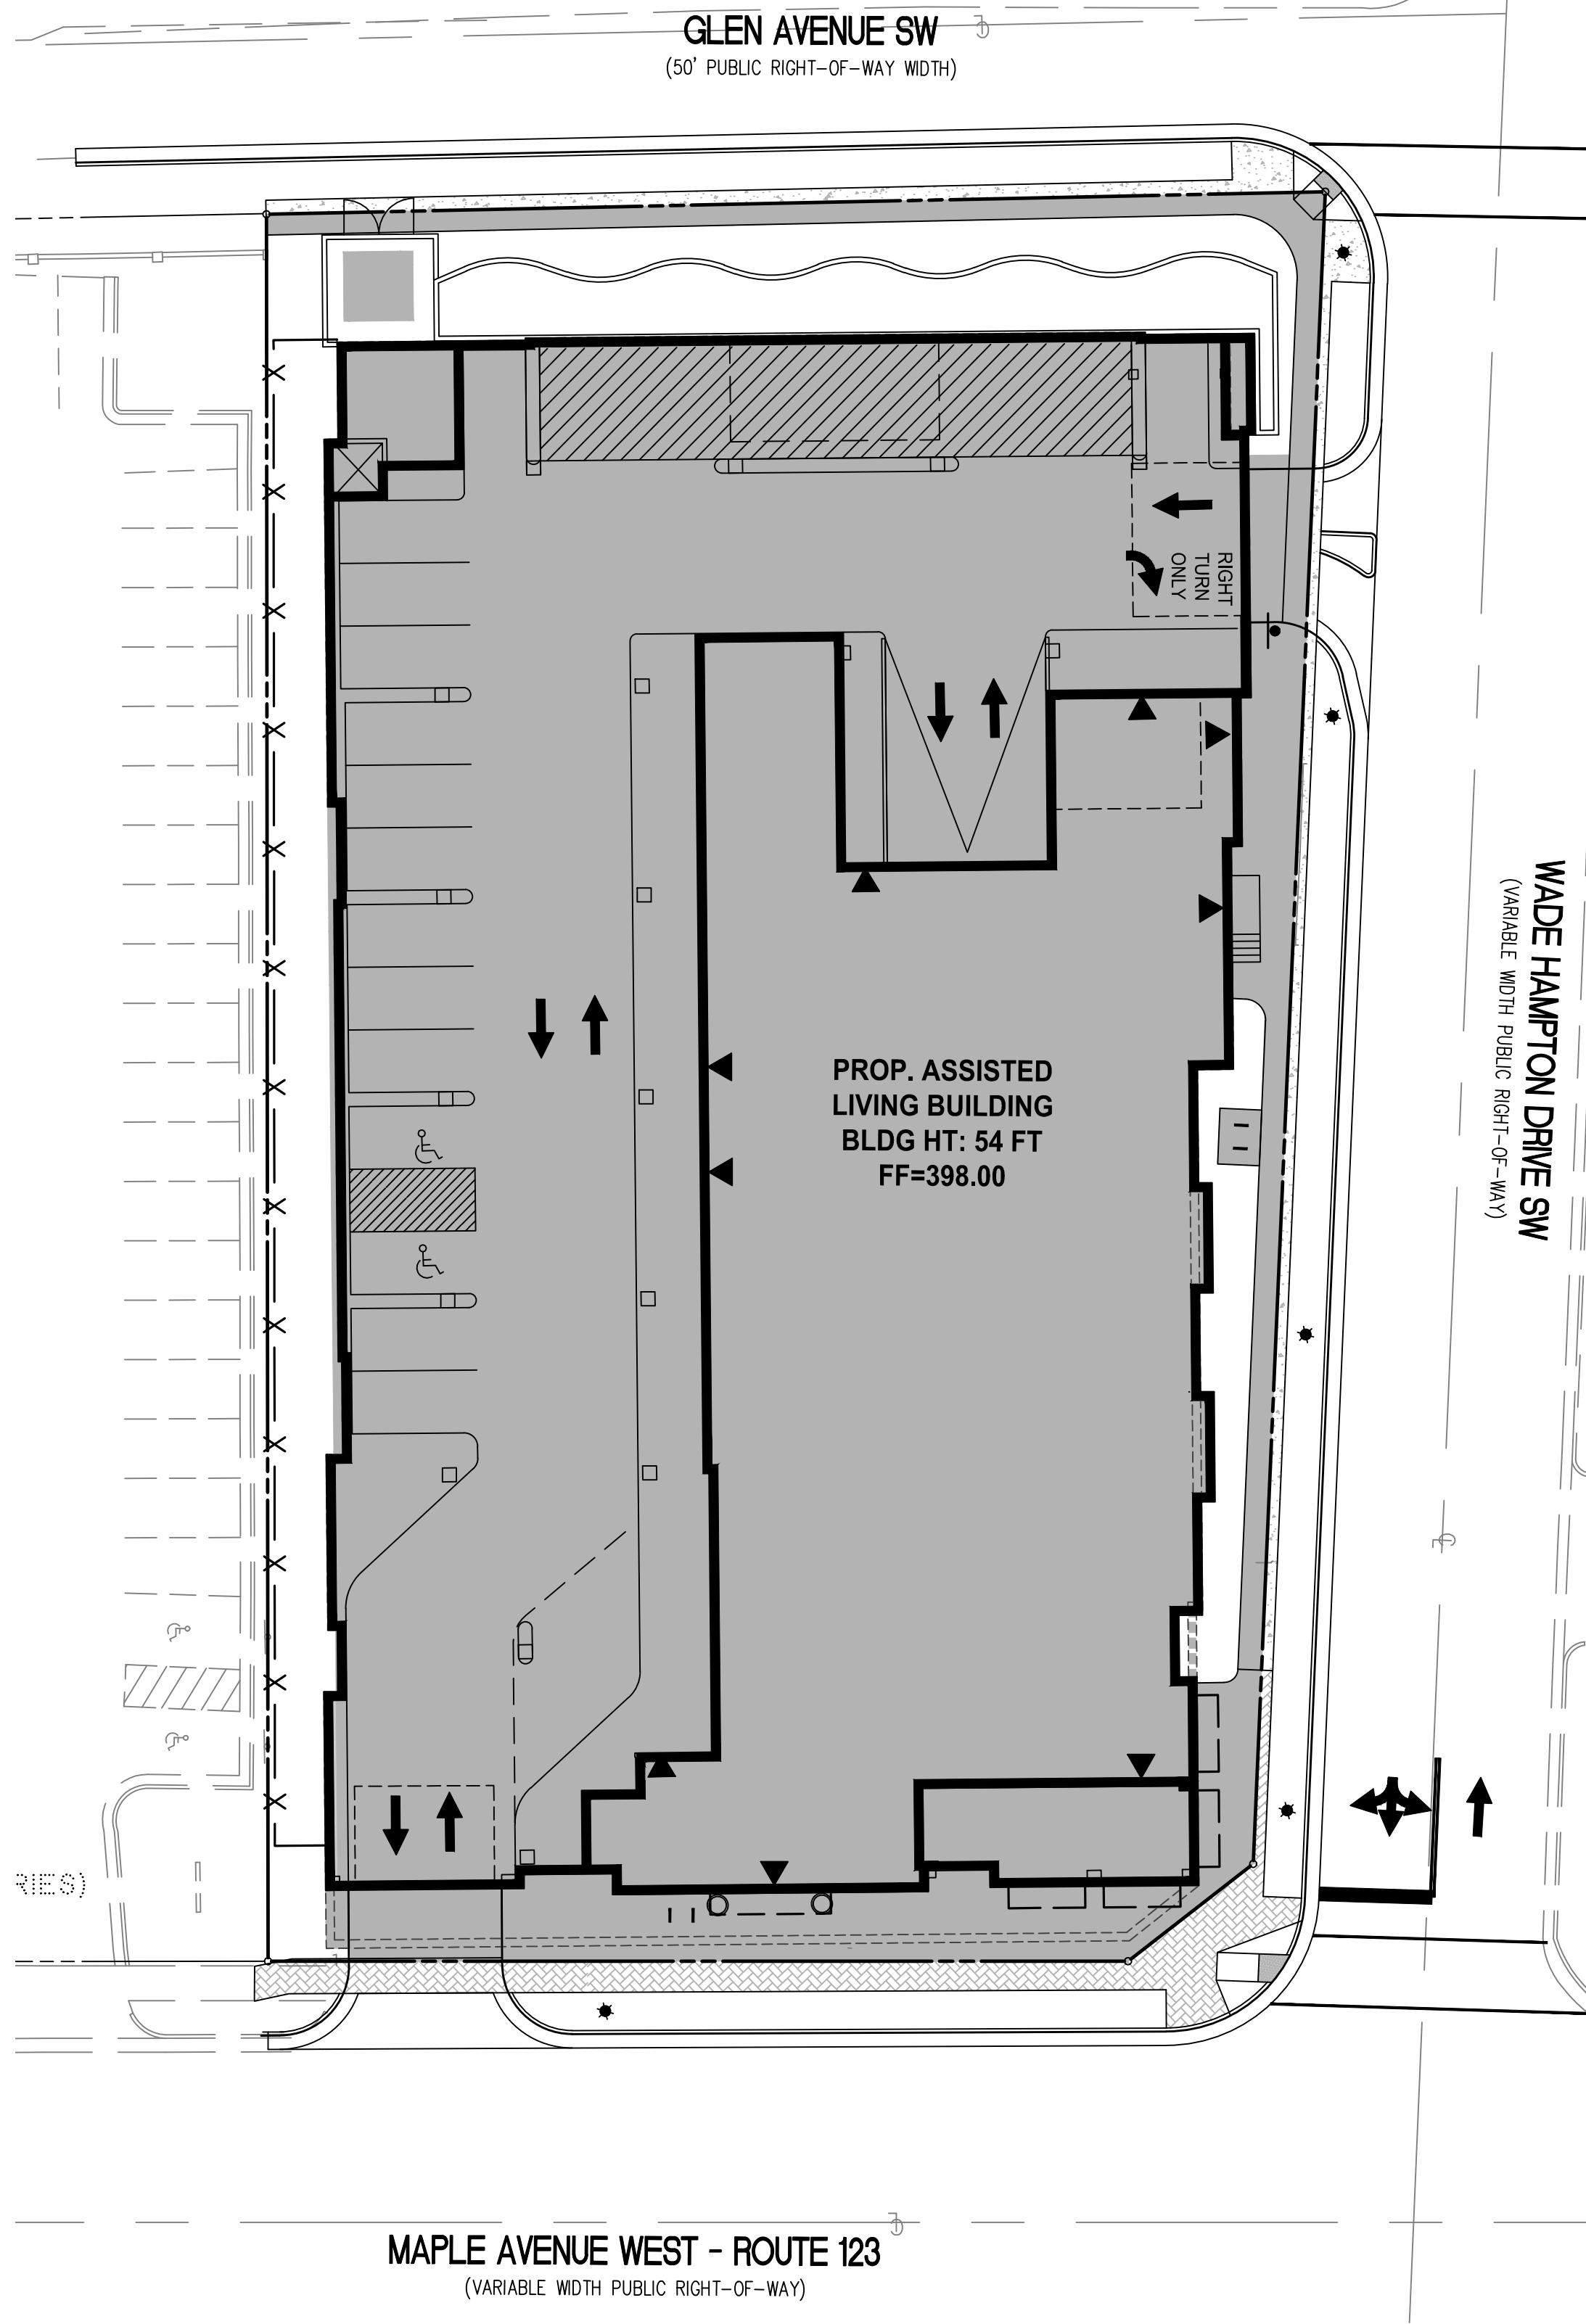 GLEN AVENUE SW
(50' PUBLIC RIGHT-OF-WAY WIDTH)
RIGHT
TURN
ONLY
WADE HAMPTON DRIVE SW
(VARIABLE WIDTH PUBLIC RIGHT-OF-WAY)
PROP. ASSISTED
LIVING BUILDING
BLDG HT: 54 FT
FF=398.00
RIES)
MAPLE AVENUE WEST - ROUTE 123
(VARIABLE WIDTH PUBLIC RIGHT-OF-WAY)